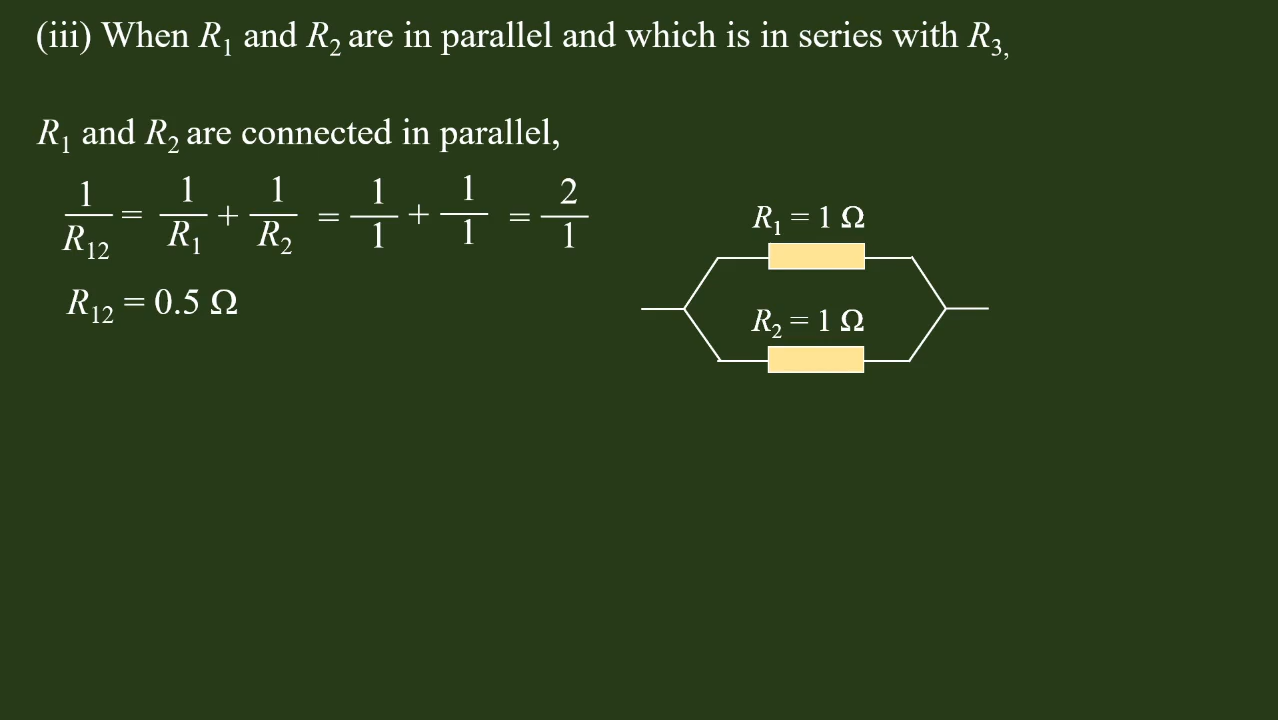 (iii) When R₁ and R₂ are in parallel and which is in series with R₃,
R₁ and R₂ are connected in parallel,
1/R₁₂ = 1/R₁ + 1/R₂ = 1/1 + 1/1 = 2/1
R₁₂ = 0.5 Ω
R₁ = 1 Ω
R₂ = 1 Ω